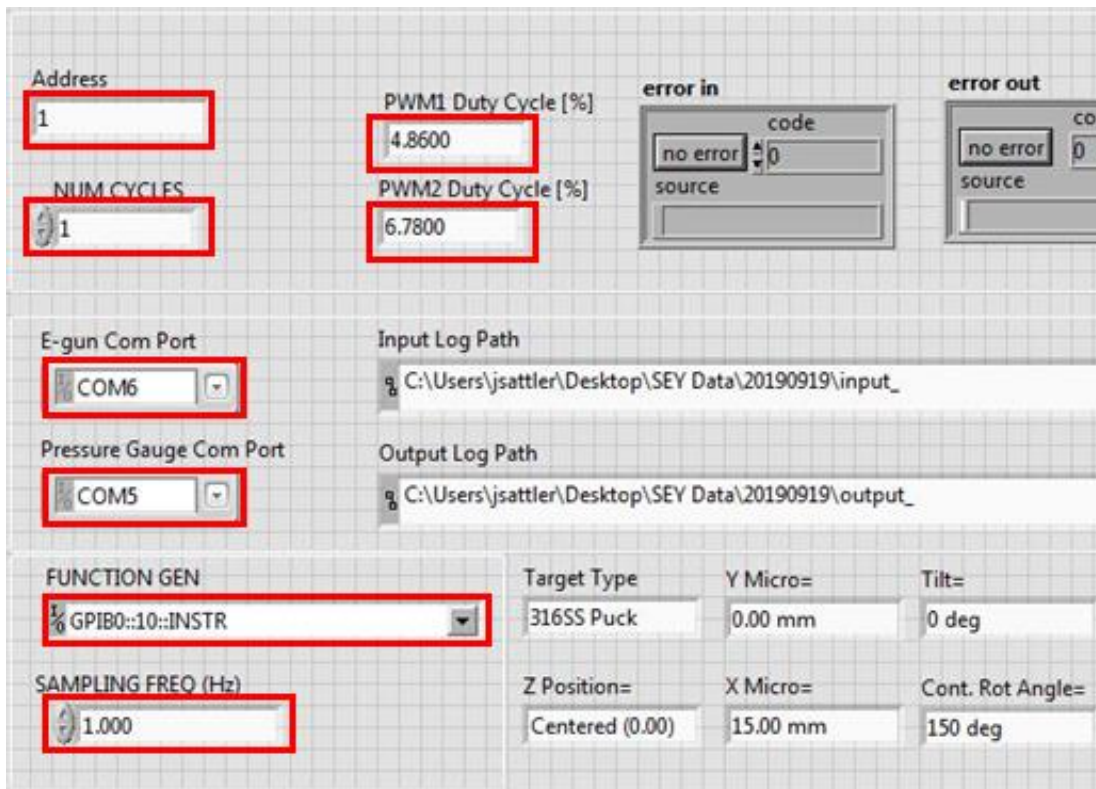 Address
1
NUM CYCLES
1
PWM1 Duty Cycle [%]
4.8600
PWM2 Duty Cycle [%]
6.7800
error in
code
no error
0
source
error out
co
no error
0
source
E-gun Com Port
COM6
Pressure Gauge Com Port
COM5
Input Log Path
C:\Users\jsattler\Desktop\SEY Data\20190919\input_
Output Log Path
C:\Users\jsattler\Desktop\SEY Data\20190919\output_
FUNCTION GEN
GPIB0::10::INSTR
SAMPLING FREQ (Hz)
1.000
Target Type
316SS Puck
Y Micro=
0.00 mm
Tilt=
0 deg
Z Position=
Centered (0.00)
X Micro=
15.00 mm
Cont. Rot Angle=
150 deg